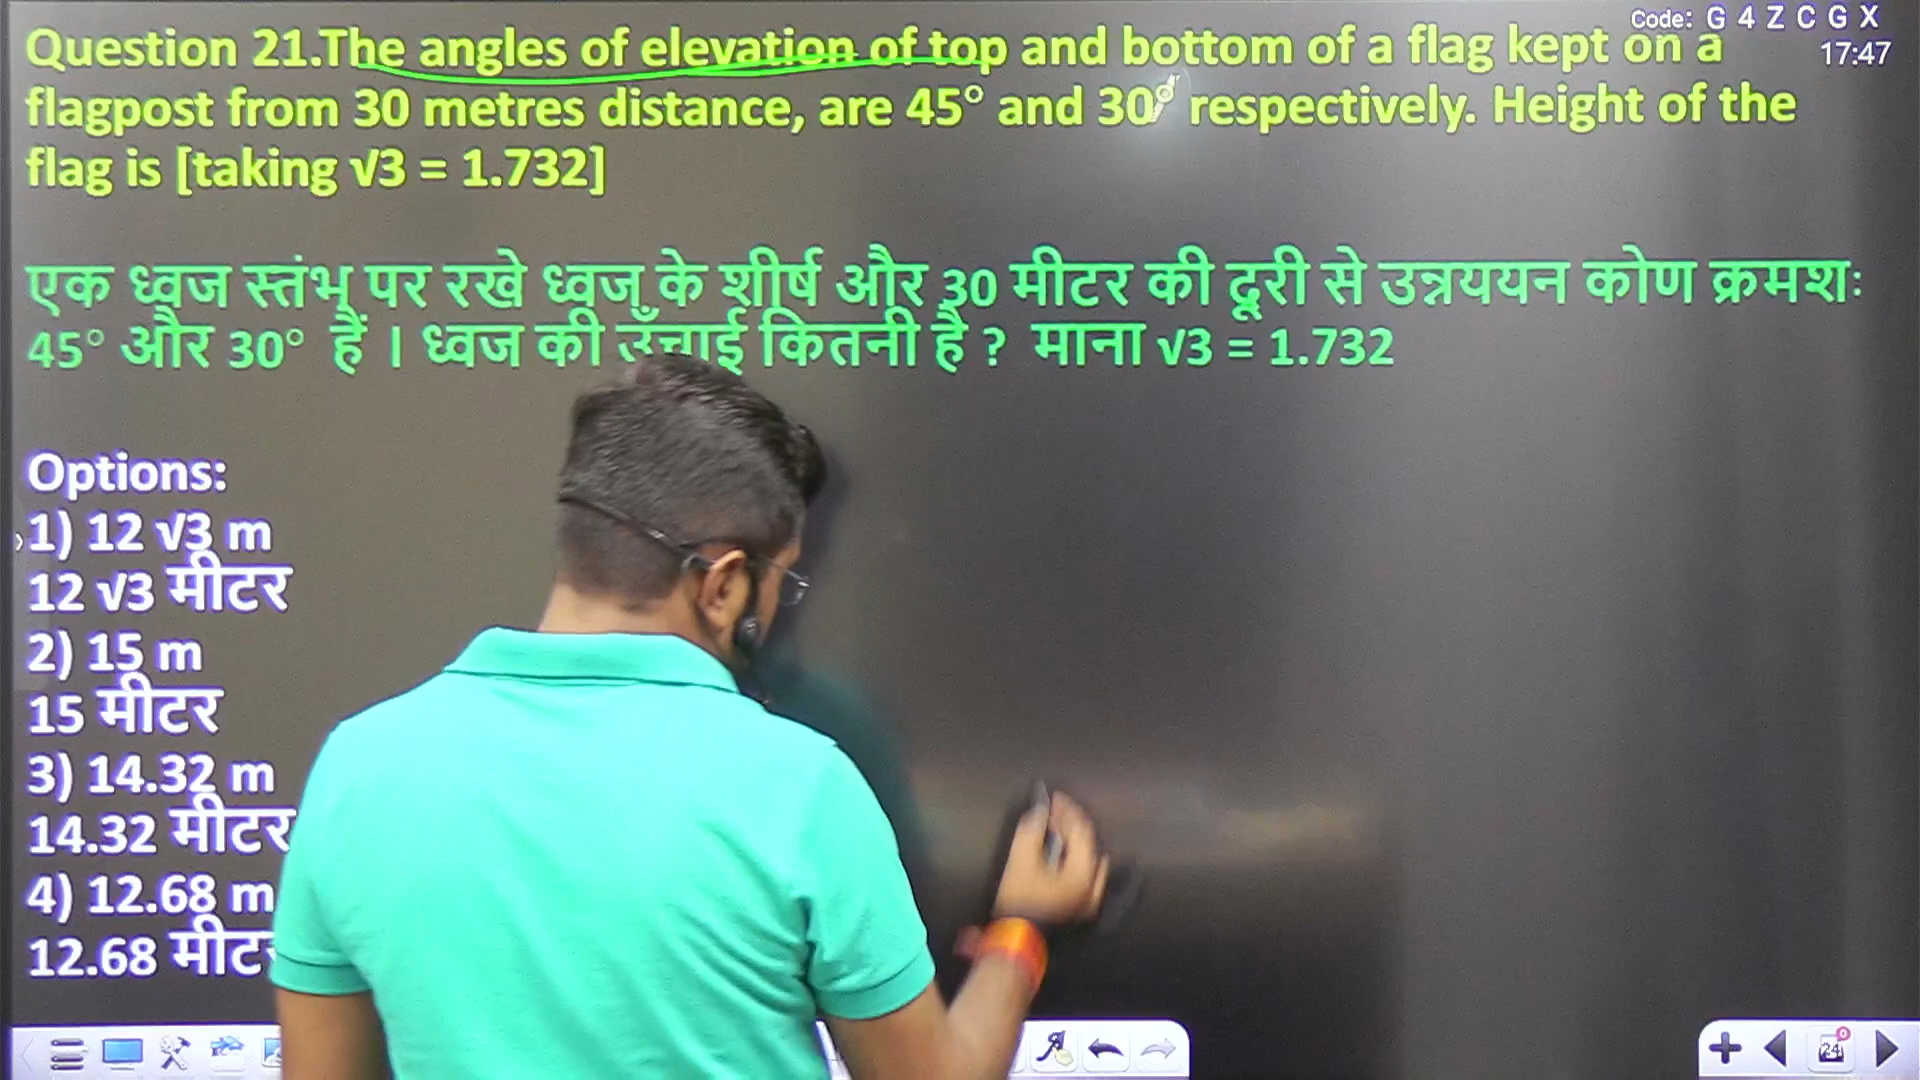 Code: G 4 Z C G X
17:47
Question 21.The angles of elevation of top and bottom of a flag kept on a
flagpost from 30 metres distance, are 45° and 30° respectively. Height of the
flag is [taking √3 = 1.732]
एक ध्वज स्तंभ पर रखे ध्वज के शीर्ष और 30 मीटर की दूरी से उन्नययन कोण क्रमशः
45° और 30° हैं । ध्वज की उँचाई कितनी है ? माना √3 = 1.732
Options:
1) 12 √3 m
12 √3 मीटर
2) 15 m
15 मीटर
3) 14.32 m
14.32 मीटर
4) 12.68 m
12.68 मीटर
24
0